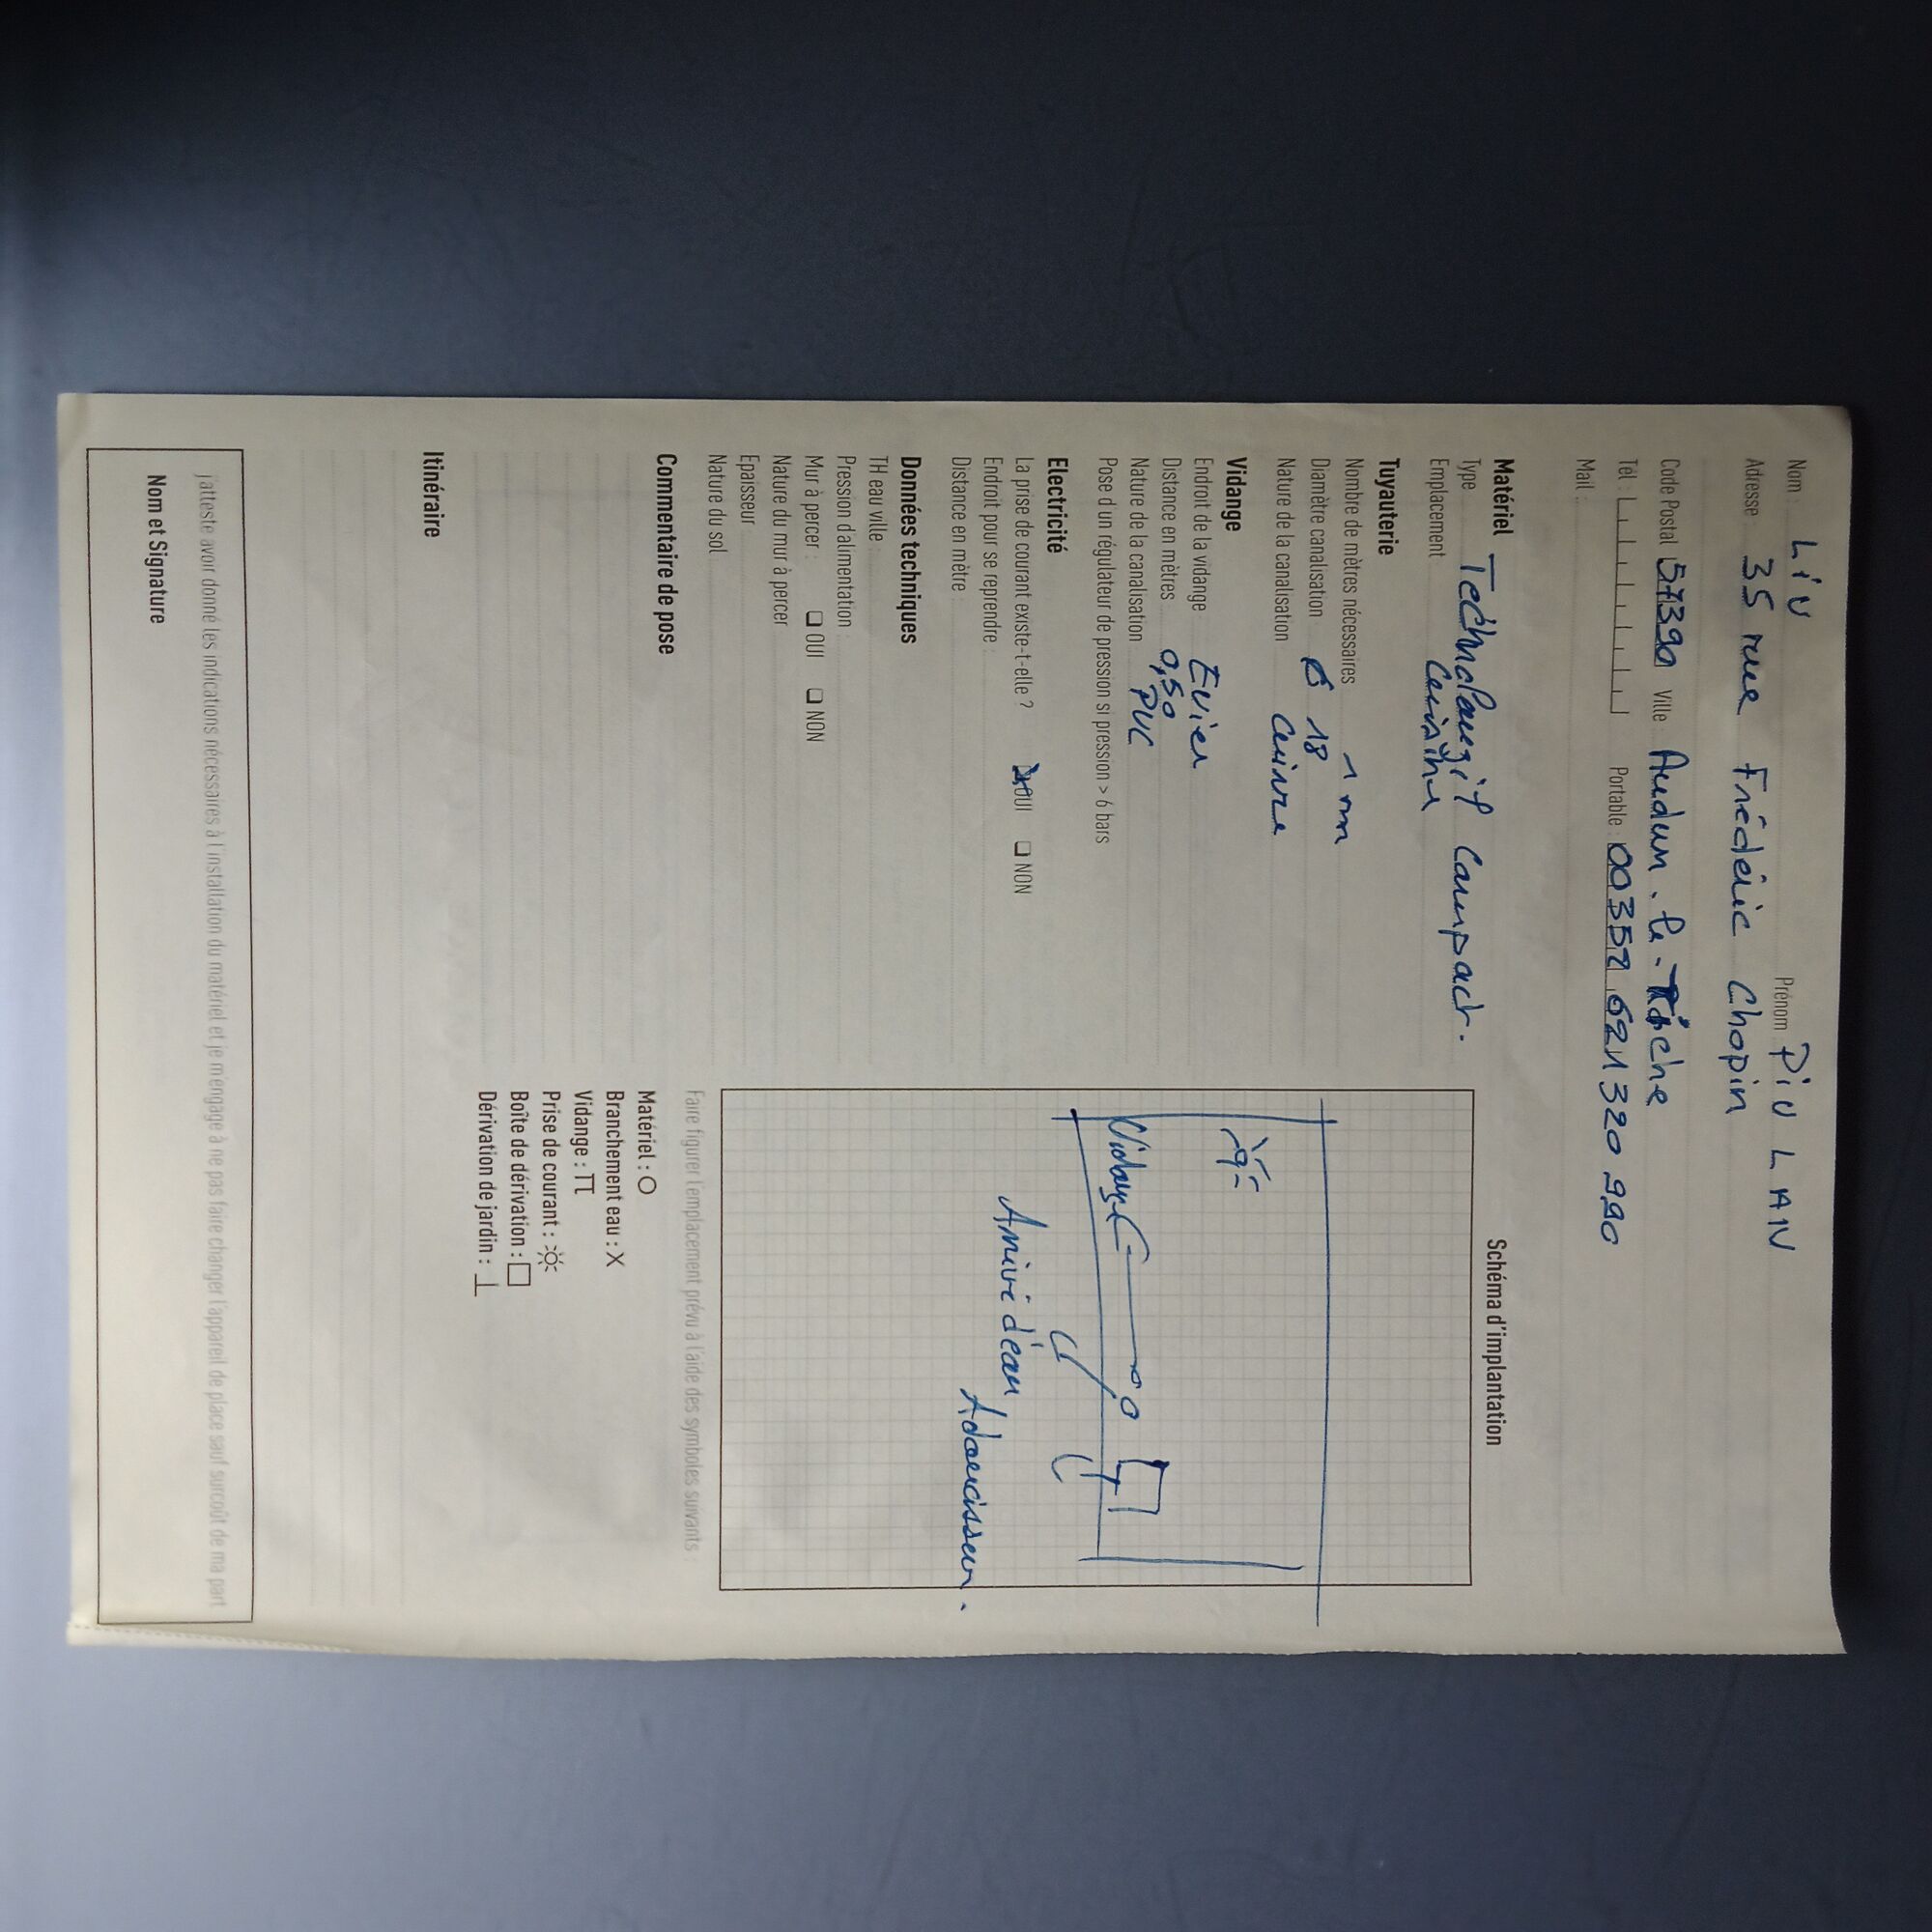 Nom : LIU Prénom PIU LAN
Adresse 35 rue Frédéric Chopin
Code Postal 57390 Ville Audun . le . Tiche
Tél : Portable : 00352 621 320 990
Mail :
Matériel
Type Compact .
Emplacement Cuisine
Tuyauterie
Nombre de mètres nécessaires 1 m
Diamètre canalisation 18
Nature de la canalisation Cuivre
Vidange
Endroit de la vidange Evier
Distance en mètres 0,50
Nature de la canalisation PVC
Pose d un régulateur de pression si pression > 6 bars
Electricité
La prise de courant existe-t-elle ? OUI NON
Endroit pour se reprendre :
Distance en mètre
Données techniques
TH eau ville :
Pression d'almentation :
Mur à percer : OUI NON
Nature du mur à percer
Epaisseur
Nature du sol
Schéma d'implantation
Vidange
Arrivé d'eau
Adoucisseur .
Faire figurer l'emplacement prévu à l'aide des symboles suivants :
Matériel : O
Branchement eau : X
Vidange :
Prise de courant :
Boîte de dérivation :
Dérivation de jardin :
Commentaire de pose
Itinéraire
j'atteste avoir donné les indications nécessaires à l'installation du matériel et je m'engage à ne pas faire changer l'appareil de place sauf surcoût de ma part
Nom et Signature